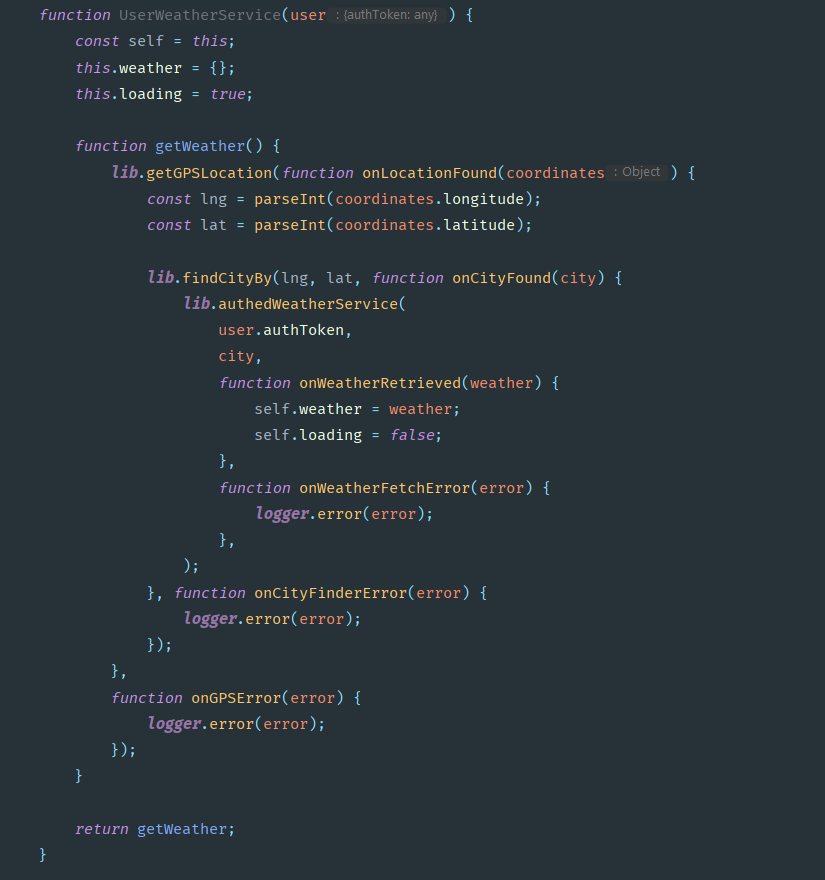 function UserWeatherService(user : {authToken: any} ) {
    const self = this;
    this.weather = {};
    this.loading = true;

    function getWeather() {
        lib.getGPSLocation(function onLocationFound(coordinates : Object ) {
            const lng = parseInt(coordinates.longitude);
            const lat = parseInt(coordinates.latitude);

            lib.findCityBy(lng, lat, function onCityFound(city) {
                lib.authedWeatherService(
                    user.authToken,
                    city,
                    function onWeatherRetrieved(weather) {
                        self.weather = weather;
                        self.loading = false;
                    },
                    function onWeatherFetchError(error) {
                        logger.error(error);
                    },
                );
            }, function onCityFinderError(error) {
                logger.error(error);
            });
        },
        function onGPSError(error) {
            logger.error(error);
        });
    }

    return getWeather;
}